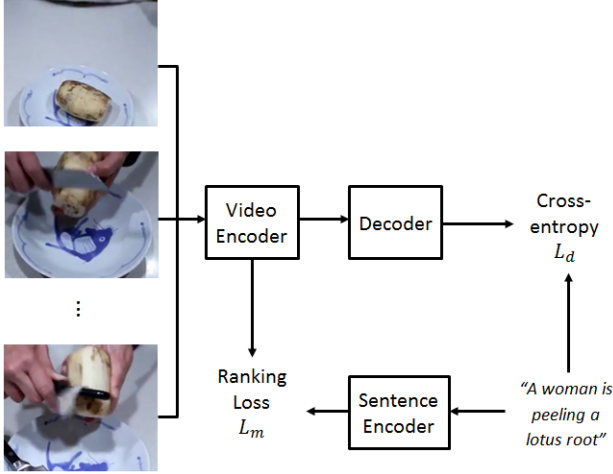 Video
Encoder
Decoder
Cross-
entropy
L_d
⋮
Ranking
Loss
L_m
Sentence
Encoder
“A woman is
peeling a
lotus root”